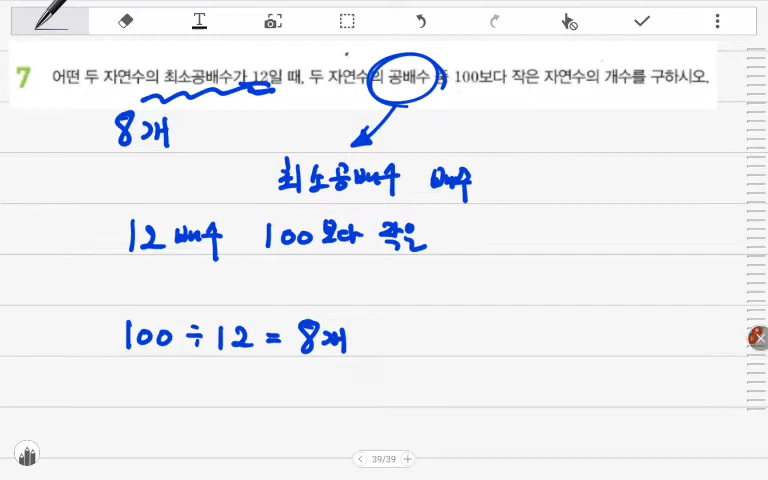 7 어떤 두 자연수의 최소공배수가 12일 때, 두 자연수의 공배수 중 100보다 작은 자연수의 개수를 구하시오.
8개
최소공배수 배수
12 배수 100보다 작은
100 ÷ 12 = 8개
39/39